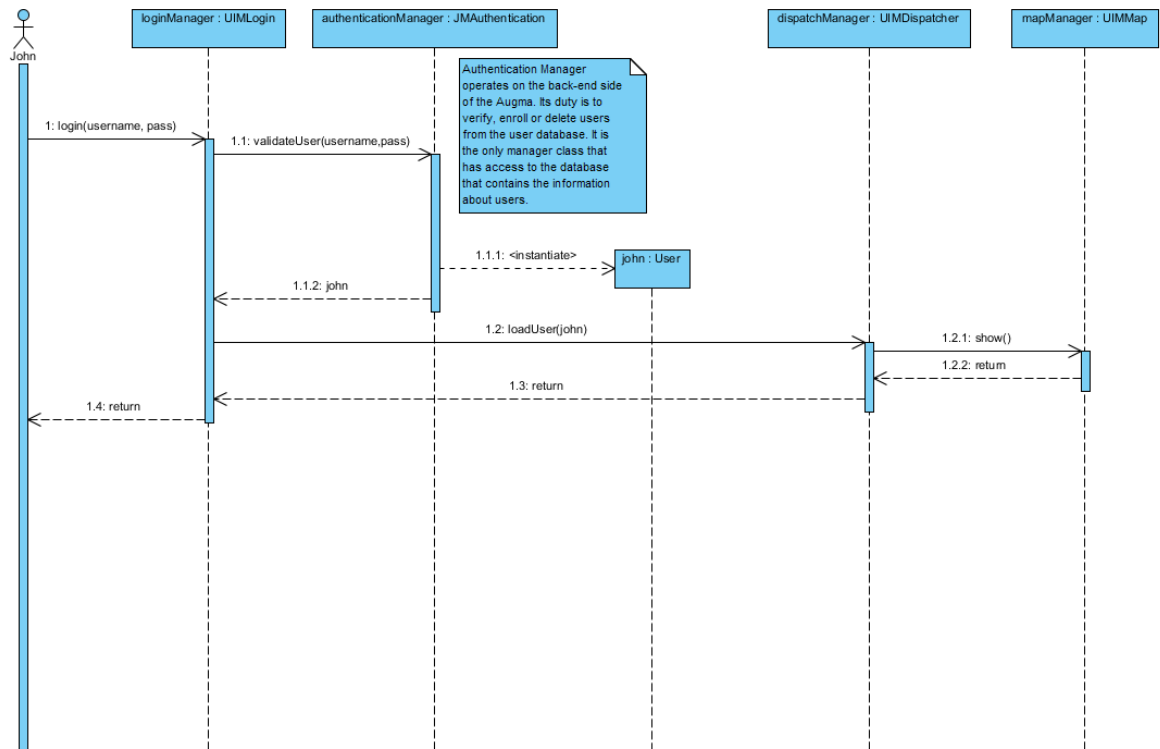 loginManager : UIMLogin
authenticationManager : JMAuthentication
dispatchManager : UIMDispatcher
mapManager : UIMMap
John
Authentication Manager
operates on the back-end side
of the Augma. Its duty is to
verify, enroll or delete users
from the user database. It is
the only manager class that
has access to the database
that contains the information
about users.
1: login(username, pass)
1.1: validateUser(username,pass)
1.1.1: <instantiate>
john : User
1.1.2: john
1.2: loadUser(john)
1.2.1: show()
1.2.2: return
1.3: return
1.4: return